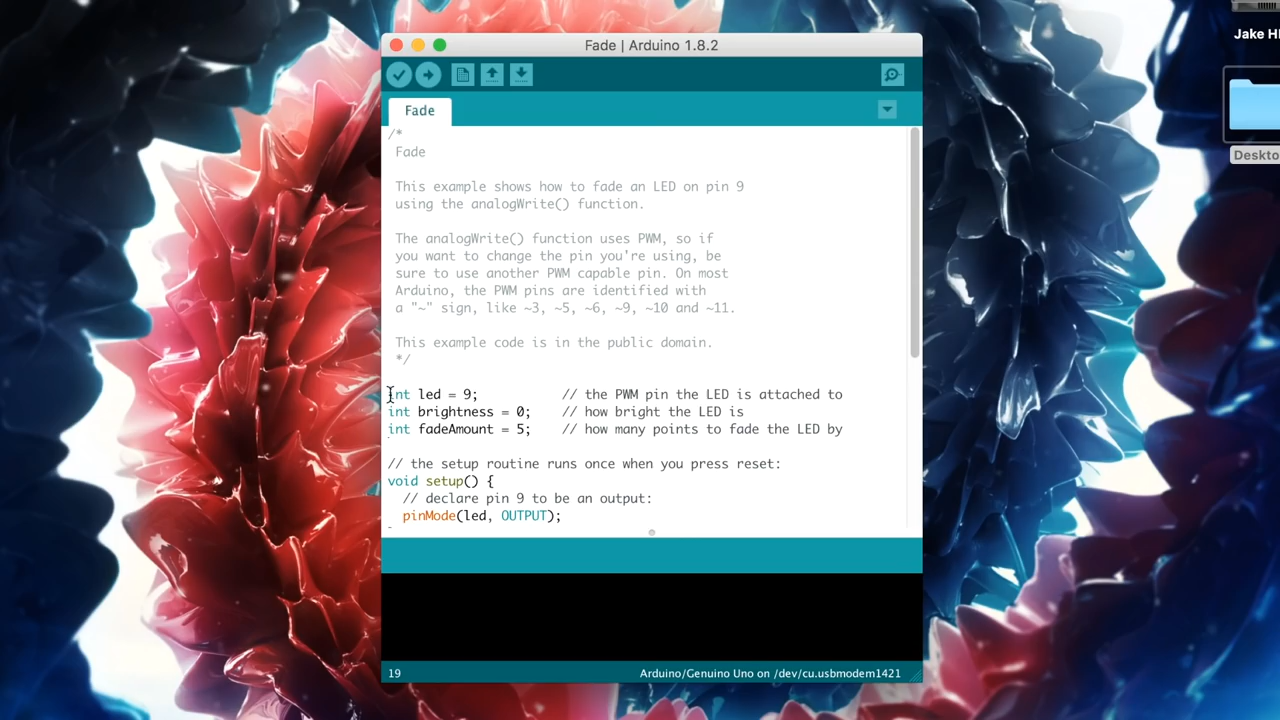 Fade | Arduino 1.8.2
Jake H
Deskto
Fade
/*
Fade
This example shows how to fade an LED on pin 9
using the analogWrite() function.
The analogWrite() function uses PWM, so if
you want to change the pin you're using, be
sure to use another PWM capable pin. On most
Arduino, the PWM pins are identified with
a "~" sign, like ~3, ~5, ~6, ~9, ~10 and ~11.
This example code is in the public domain.
*/
int led = 9; // the PWM pin the LED is attached to
int brightness = 0; // how bright the LED is
int fadeAmount = 5; // how many points to fade the LED by
// the setup routine runs once when you press reset:
void setup() {
// declare pin 9 to be an output:
pinMode(led, OUTPUT);
19
Arduino/Genuino Uno on /dev/cu.usbmodem1421